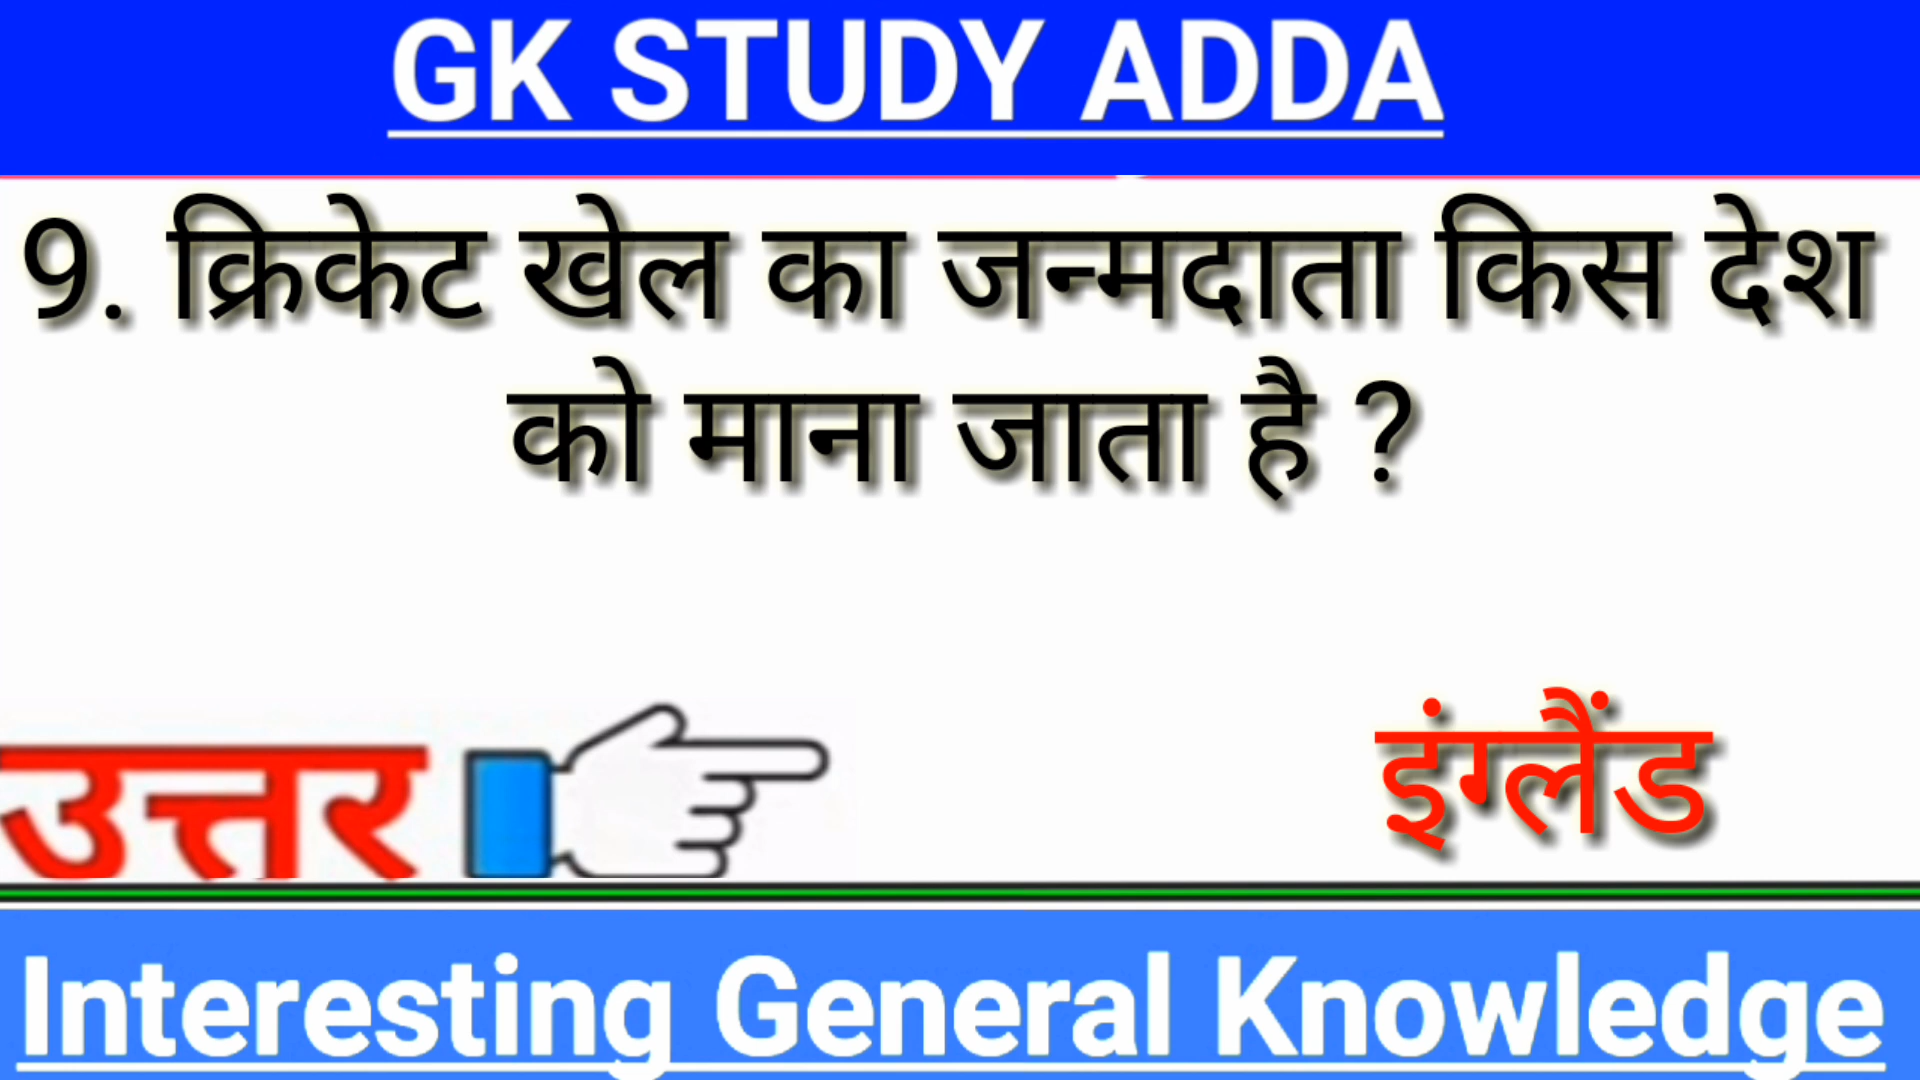 GK STUDY ADDA
9. क्रिकेट खेल का जन्मदाता किस देश
को माना जाता है ?
उत्तर
इंग्लैंड
Interesting General Knowledge